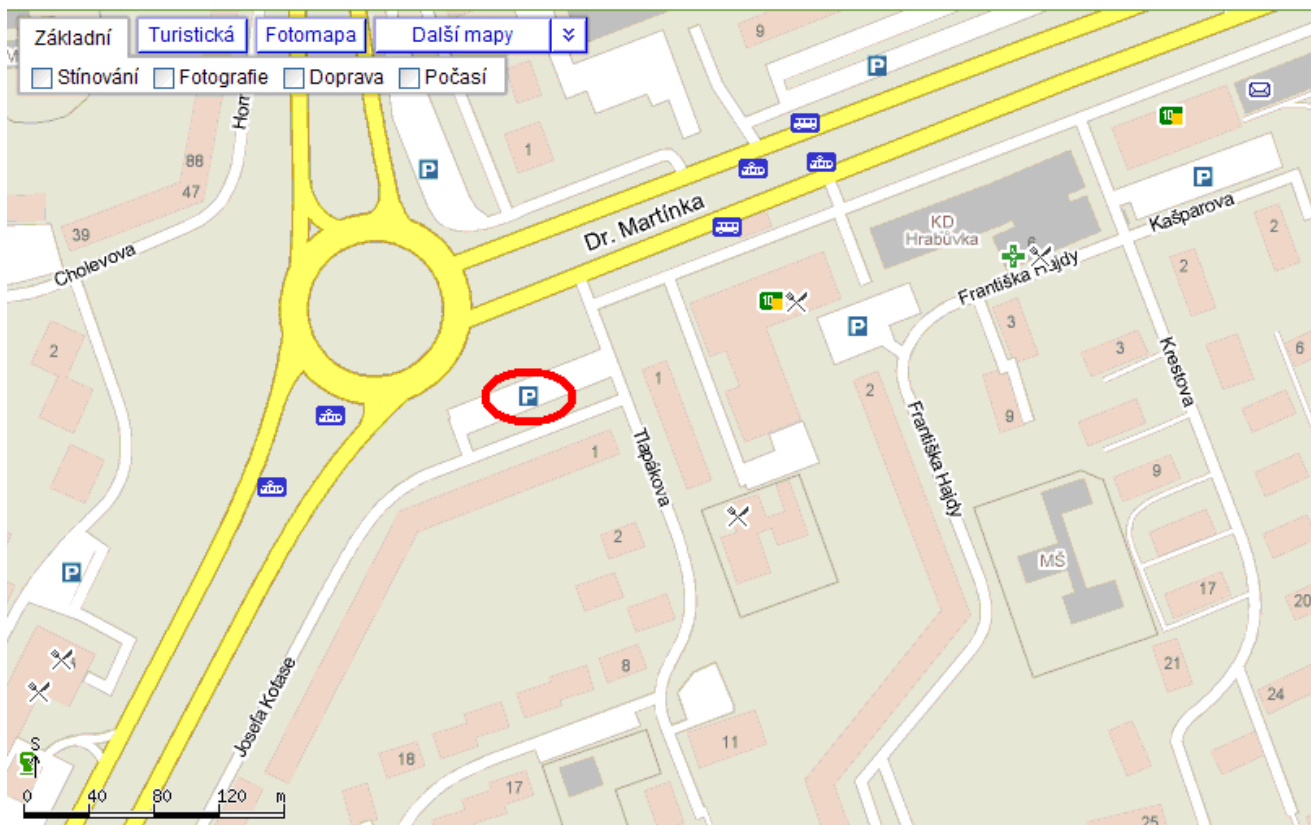 Základní
Turistická
Fotomapa
Další mapy
Stínování
Fotografie
Doprava
Počasí
9
P
10
88
47
1
P
P
39
Cholevova
Dr. Martínka
KD
Hrabůvka
6
Kašparova
2
2
Františka Hajdy
10
P
3
3
6
2
1
P
2
Krestova
9
Františka Hajdy
1
Tlapákova
9
2
MŠ
P
17
20
8
21
Josefa Kotase
24
S
11
18
17
25
0 40 80 120 m